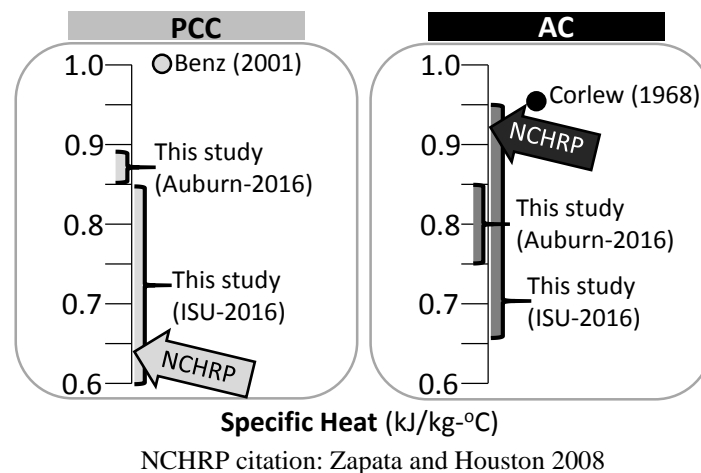 PCC
1.0
0.9
0.8
0.7
0.6
Benz (2001)
This study
(Auburn-2016)
This study
(ISU-2016)
NCHRP
AC
1.0
0.9
0.8
0.7
0.6
Corlew (1968)
NCHRP
This study
(Auburn-2016)
This study
(ISU-2016)
Specific Heat (kJ/kg-ºC)
NCHRP citation: Zapata and Houston 2008